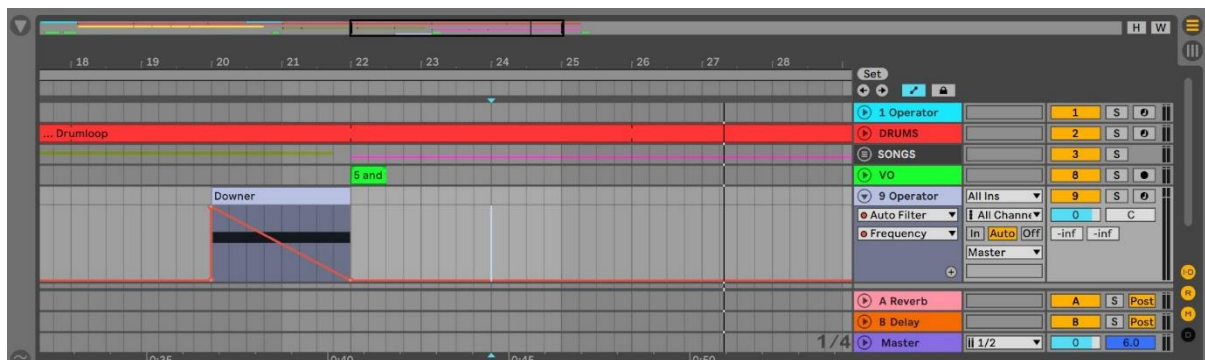 H W
18 19 20 21 22 23 24 25 26 27 28
Set
1 Operator 1 S
... Drumloop DRUMS 2 S
SONGS 3 S
5 and VO 8 S
Downer 9 Operator All Ins 9 S
Auto Filter All Channe 0 C
Frequency In Auto Off -inf -inf
Master
A Reverb A S Post
B Delay B S Post
1/4 Master 1/2 0 6.0
0:35 0:40 0:45 0:50
I·O
R
M
D